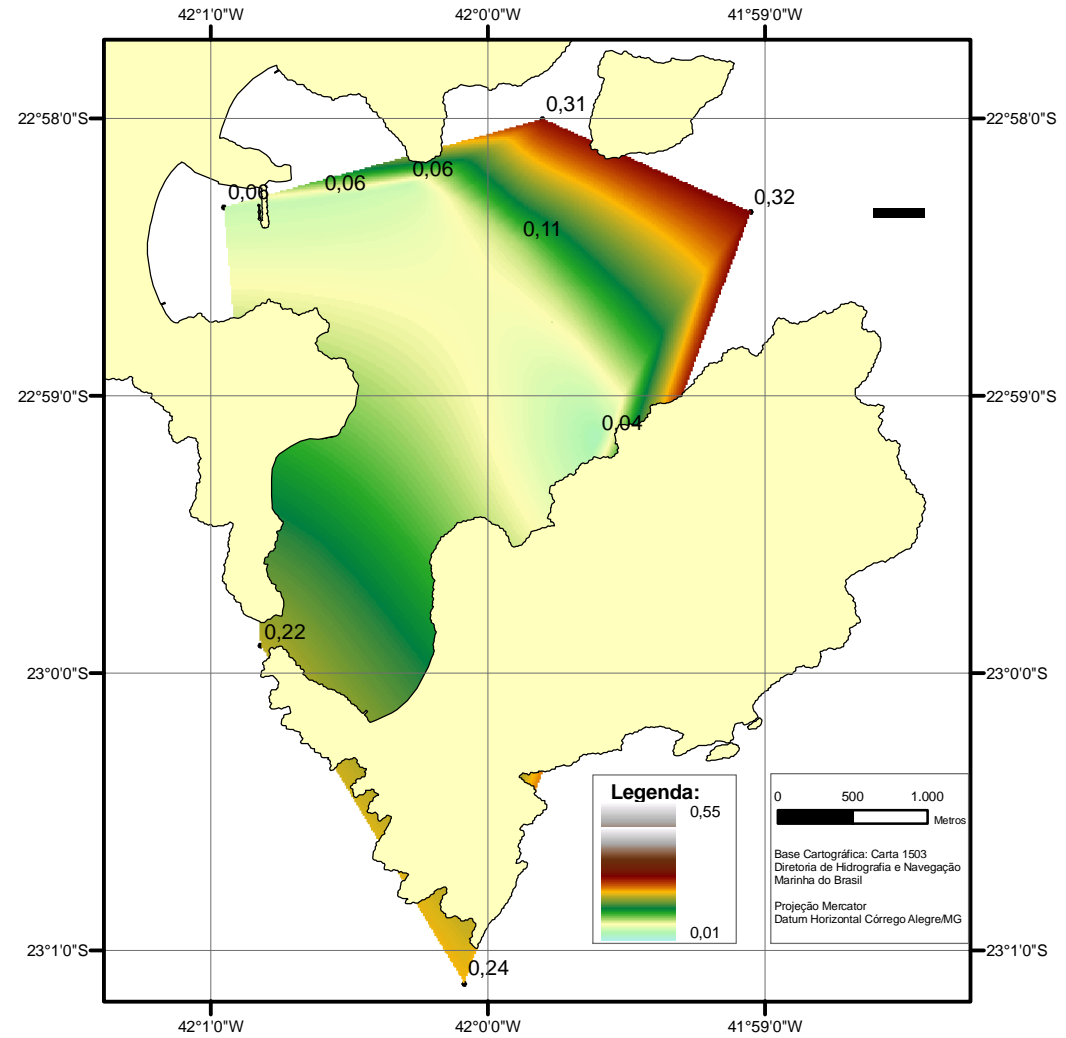 42°1'0"W
42°0'0"W
41°59'0"W
22°58'0"S
22°58'0"S
0,31
0,06
0,06
0,06
0,32
0,11
22°59'0"S
22°59'0"S
0,04
0,22
23°0'0"S
23°0'0"S
Legenda:
0,55
0,01
0 500 1.000
Metros
Base Cartográfica: Carta 1503
Diretoria de Hidrografia e Navegação
Marinha do Brasil
Projeção Mercator
Datum Horizontal Córrego Alegre/MG
23°1'0"S
23°1'0"S
0,24
42°1'0"W
42°0'0"W
41°59'0"W